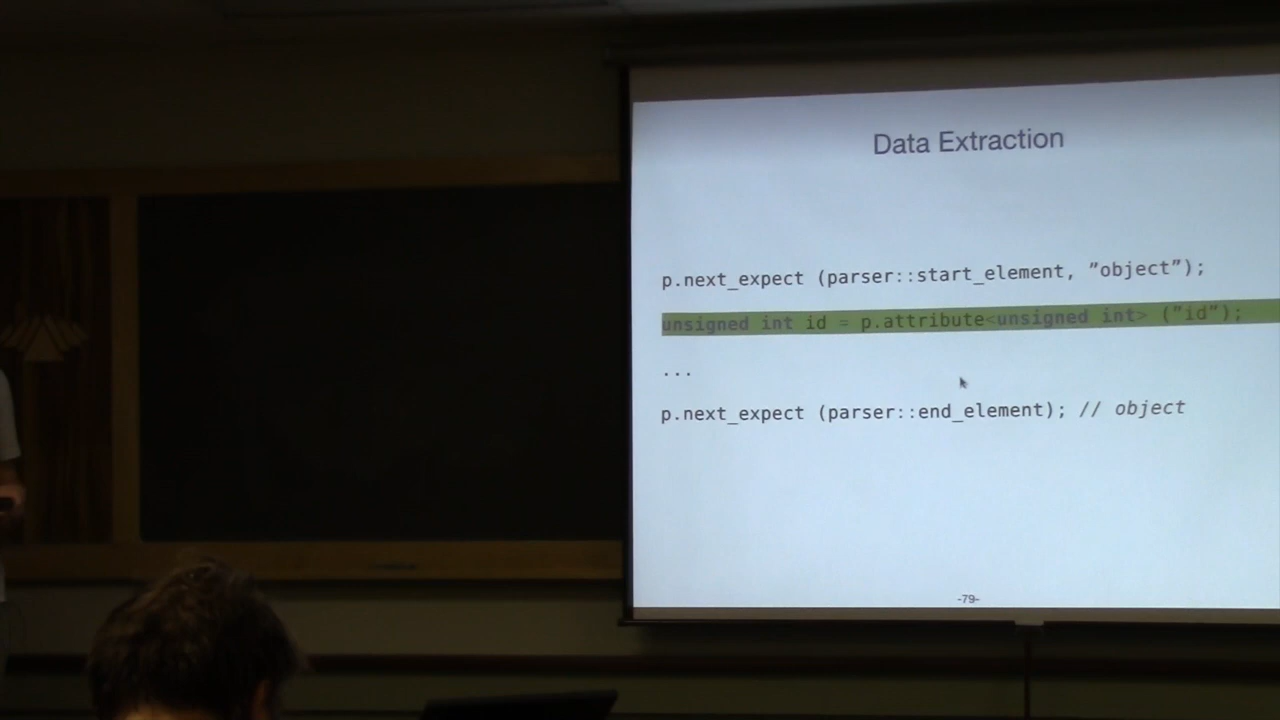 Data Extraction
p.next_expect (parser::start_element, ”object”);
unsigned int id = p.attribute<unsigned int> (”id”);
...
p.next_expect (parser::end_element); // object
-79-